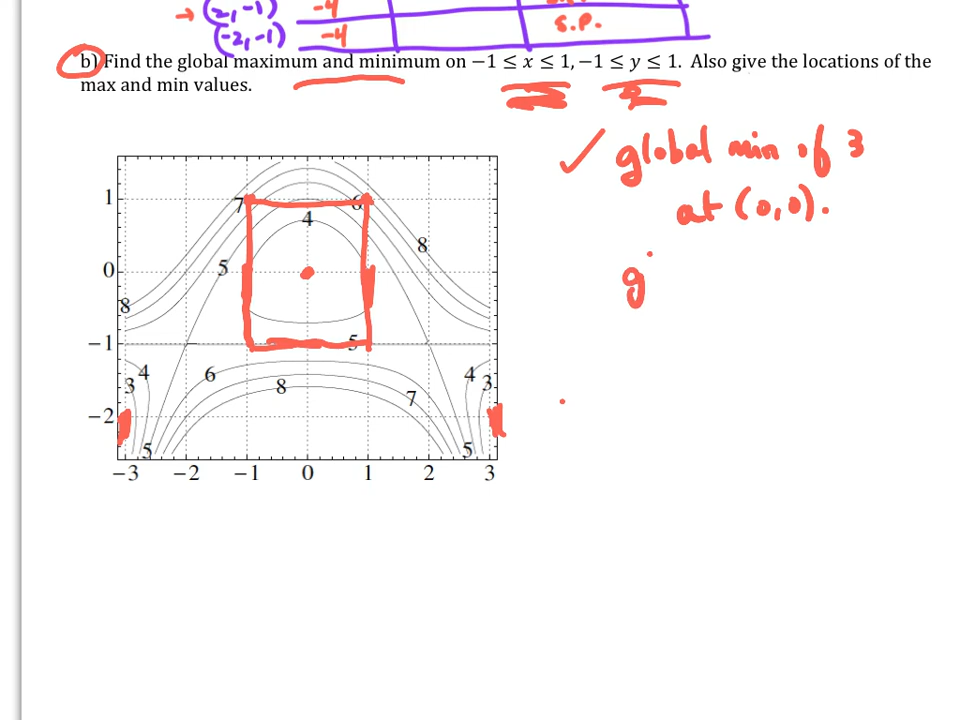 → (2,-1) -4
(-2,-1) -4 S.P.
b) Find the global maximum and minimum on −1 ≤ x ≤ 1, −1 ≤ y ≤ 1. Also give the locations of the
max and min values.
✓ global min of 3
at (0,0).
g
1 7 6
4
8
0 5
8
−1 5
4 6 4
3 8 3
7
−2
5 5
−3 −2 −1 0 1 2 3